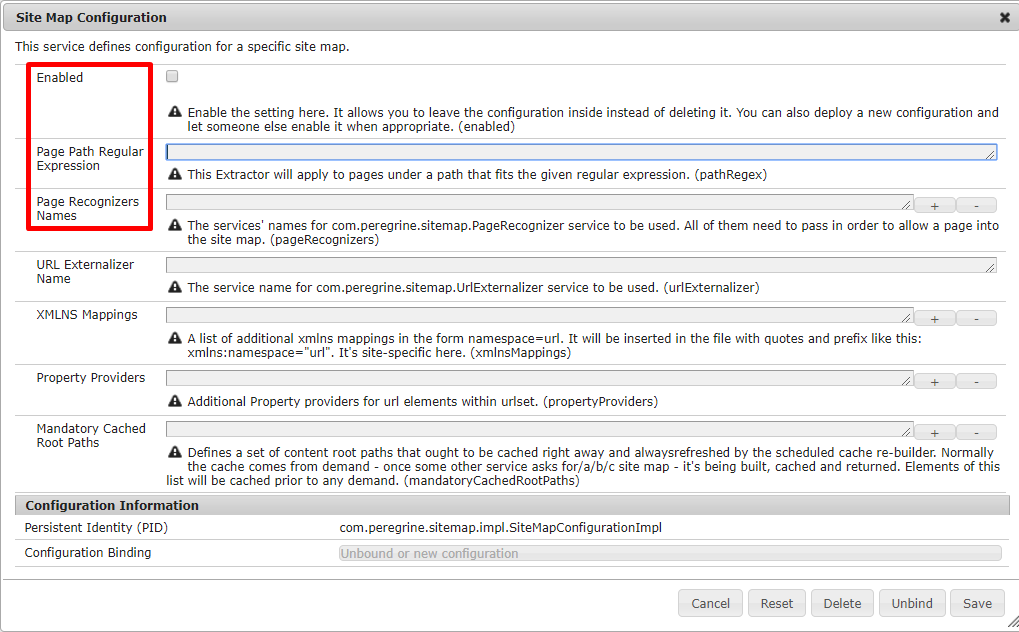 Site Map Configuration
This service defines configuration for a specific site map.
Enabled
Enable the setting here. It allows you to leave the configuration inside instead of deleting it. You can also deploy a new configuration and
let someone else enable it when appropriate. (enabled)
Page Path Regular
Expression
This Extractor will apply to pages under a path that fits the given regular expression. (pathRegex)
Page Recognizers
Names
+ -
The services' names for com.peregrine.sitemap.PageRecognizer service to be used. All of them need to pass in order to allow a page into
the site map. (pageRecognizers)
URL Externalizer
Name
The service name for com.peregrine.sitemap.UrlExternalizer service to be used. (urlExternalizer)
XMLNS Mappings
+ -
A list of additional xmlns mappings in the form namespace=url. It will be inserted in the file with quotes and prefix like this:
xmlns:namespace="url". It's site-specific here. (xmlnsMappings)
Property Providers
+ -
Additional Property providers for url elements within urlset. (propertyProviders)
Mandatory Cached
Root Paths
+ -
Defines a set of content root paths that ought to be cached right away and alwaysrefreshed by the scheduled cache re-builder. Normally
the cache comes from demand - once some other service asks for/a/b/c site map - it's being built, cached and returned. Elements of this
list will be cached prior to any demand. (mandatoryCachedRootPaths)
Configuration Information
Persistent Identity (PID) com.peregrine.sitemap.impl.SiteMapConfigurationImpl
Configuration Binding Unbound or new configuration
Cancel Reset Delete Unbind Save